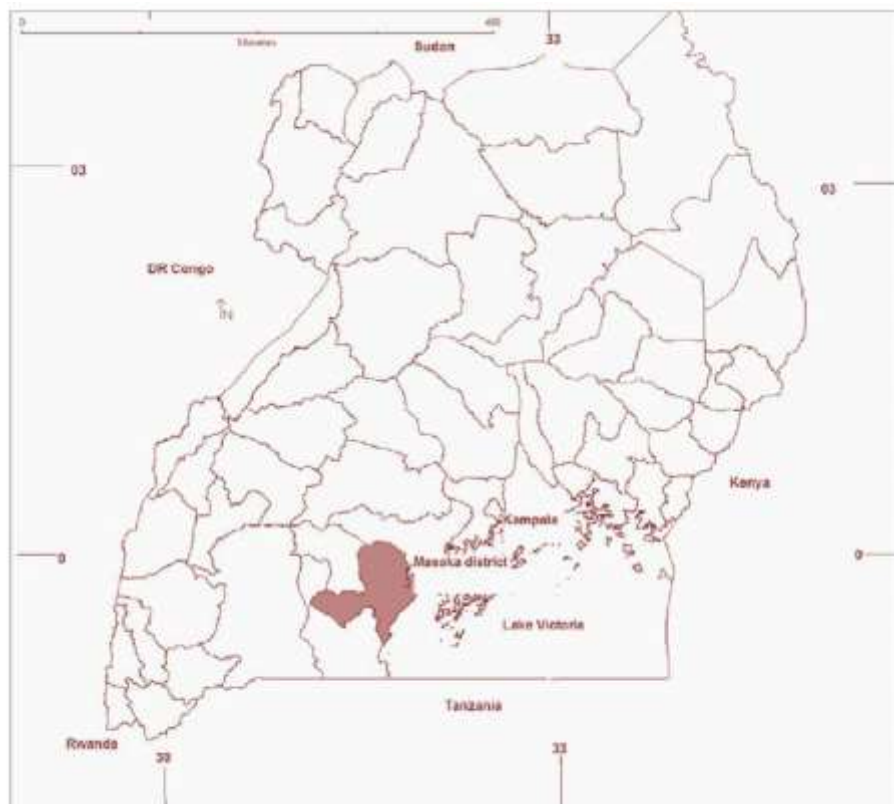 0
400
Sudan
33
03
03
DR Congo
N
Kenya
Kampala
0
Masaka district
0
Lake Victoria
Tanzania
Rwanda
30
33